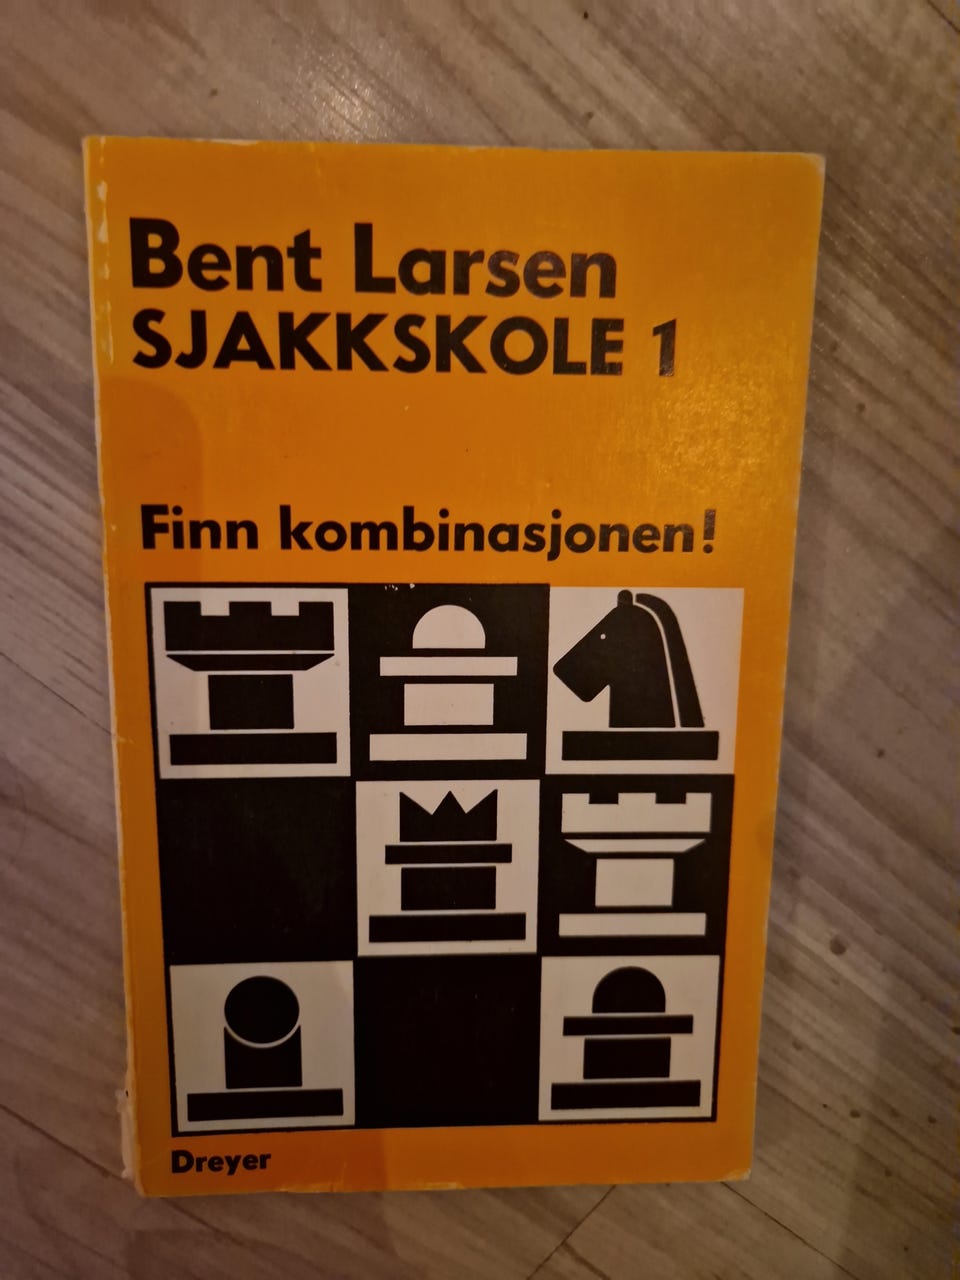 Bent Larsen
SJAKKSKOLE 1
Finn kombinasjonen!
Dreyer